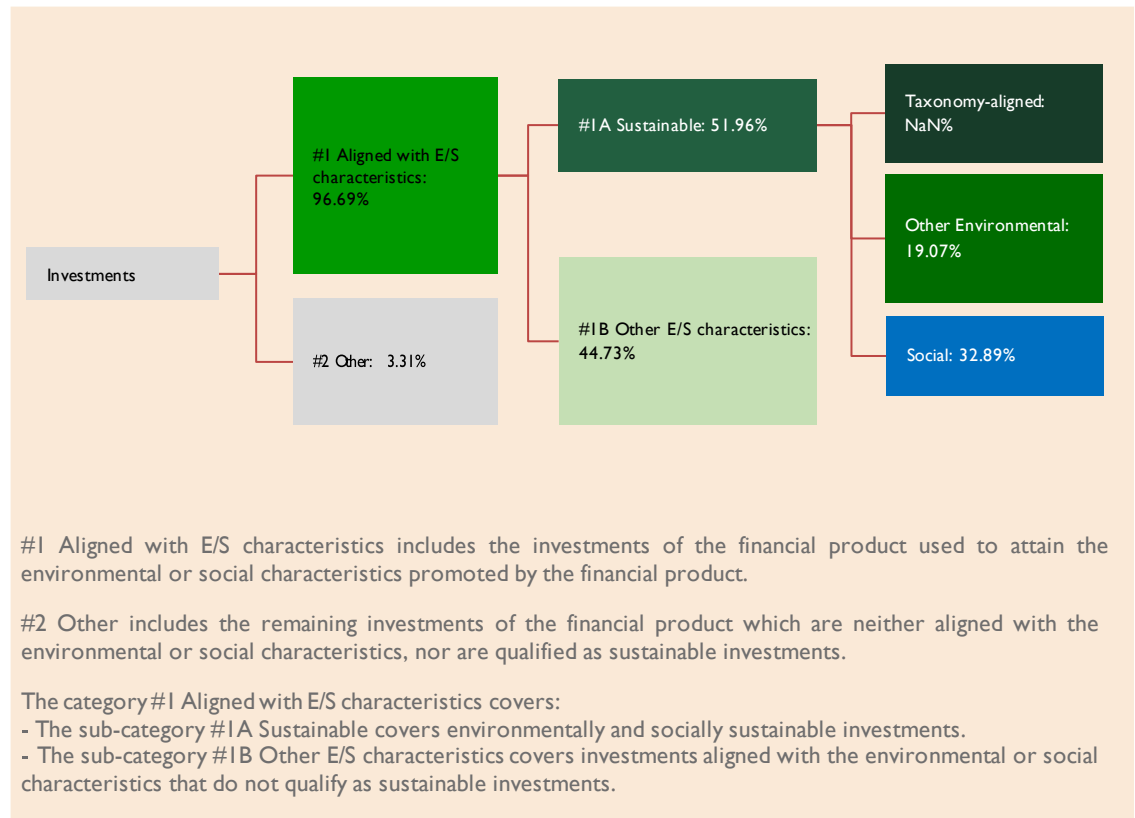 Investments
#1 Aligned with E/S
characteristics:
96.69%
#2 Other: 3.31%
#1A Sustainable: 51.96%
#1B Other E/S characteristics:
44.73%
Taxonomy-aligned:
NaN%
Other Environmental:
19.07%
Social: 32.89%
#1 Aligned with E/S characteristics includes the investments of the financial product used to attain the
environmental or social characteristics promoted by the financial product.
#2 Other includes the remaining investments of the financial product which are neither aligned with the
environmental or social characteristics, nor are qualified as sustainable investments.
The category #1 Aligned with E/S characteristics covers:
- The sub-category #1A Sustainable covers environmentally and socially sustainable investments.
- The sub-category #1B Other E/S characteristics covers investments aligned with the environmental or social
characteristics that do not qualify as sustainable investments.